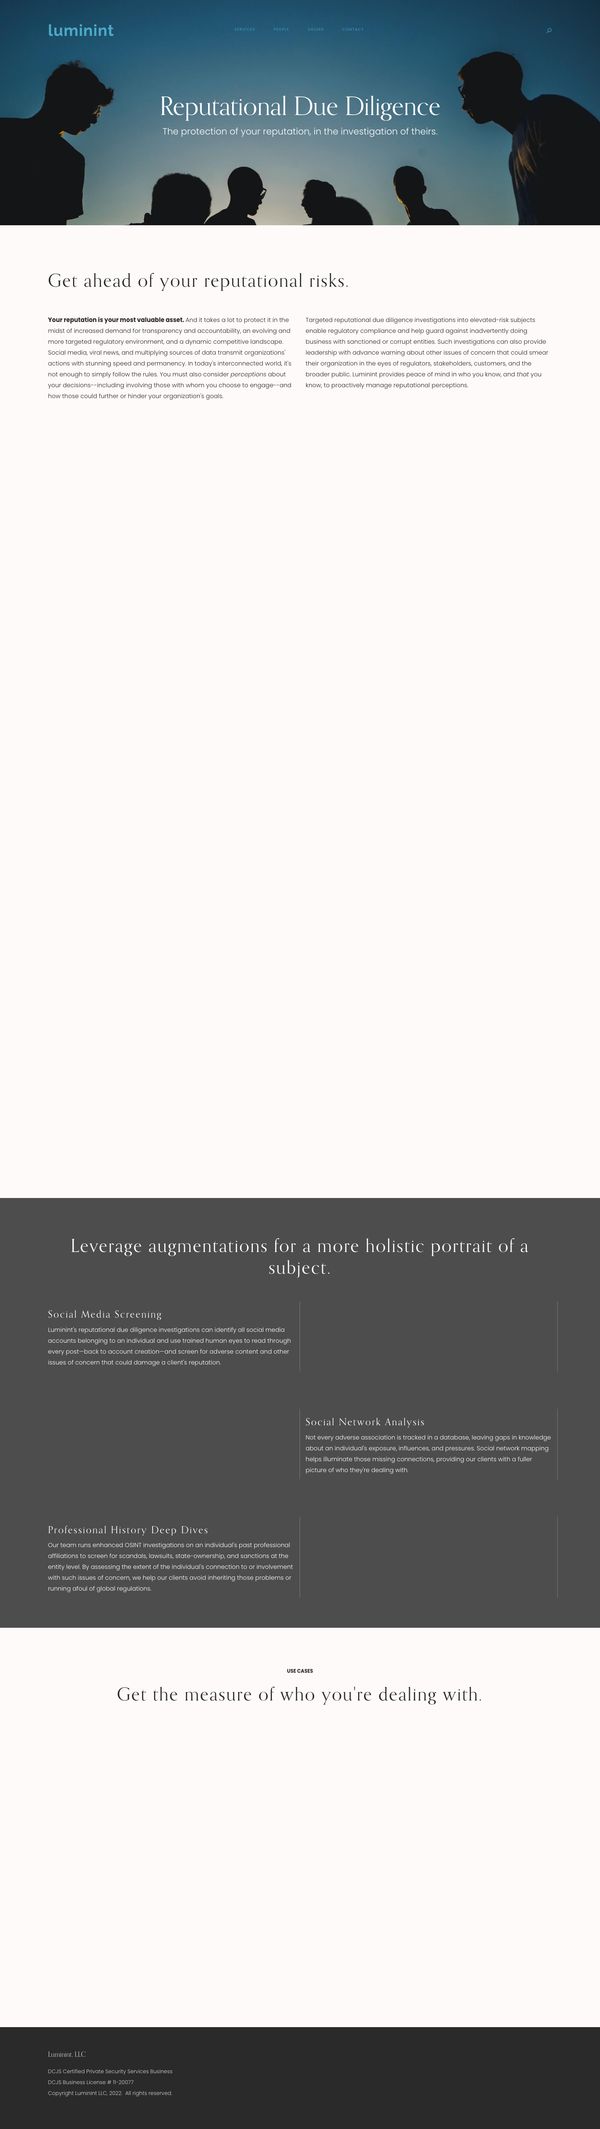 luminint
SERVICES PEOPLE VALUES CONTACT
Reputational Due Diligence
The protection of your reputation, in the investigation of theirs.
Get ahead of your reputational risks.
Your reputation is your most valuable asset. And it takes a lot to protect it in the
midst of increased demand for transparency and accountability, an evolving and
more targeted regulatory environment, and a dynamic competitive landscape.
Social media, viral news, and multiplying sources of data transmit organizations'
actions with stunning speed and permanency. In today's interconnected world, it's
not enough to simply follow the rules. You must also consider perceptions about
your decisions--including involving those with whom you choose to engage--and
how those could further or hinder your organization's goals.
Targeted reputational due diligence investigations into elevated-risk subjects
enable regulatory compliance and help guard against inadvertently doing
business with sanctioned or corrupt entities. Such investigations can also provide
leadership with advance warning about other issues of concern that could smear
their organization in the eyes of regulators, stakeholders, customers, and the
broader public. Luminint provides peace of mind in who you know, and that you
know, to proactively manage reputational perceptions.
Leverage augmentations for a more holistic portrait of a
subject.
Social Media Screening
Luminint's reputational due diligence investigations can identify all social media
accounts belonging to an individual and use trained human eyes to read through
every post—back to account creation—and screen for adverse content and other
issues of concern that could damage a client's reputation.
Social Network Analysis
Not every adverse association is tracked in a database, leaving gaps in knowledge
about an individual's exposure, influences, and pressures. Social network mapping
helps illuminate those missing connections, providing our clients with a fuller
picture of who they're dealing with.
Professional History Deep Dives
Our team runs enhanced OSINT investigations on an individual's past professional
affiliations to screen for scandals, lawsuits, state-ownership, and sanctions at the
entity level. By assessing the extent of the individual's connection to or involvement
with such issues of concern, we help our clients avoid inheriting those problems or
running afoul of global regulations.
USE CASES
Get the measure of who you're dealing with.
Luminint, LLC
DCJS Certified Private Security Services Business
DCJS Business License # 11-20077
Copyright Luminint LLC, 2022. All rights reserved.